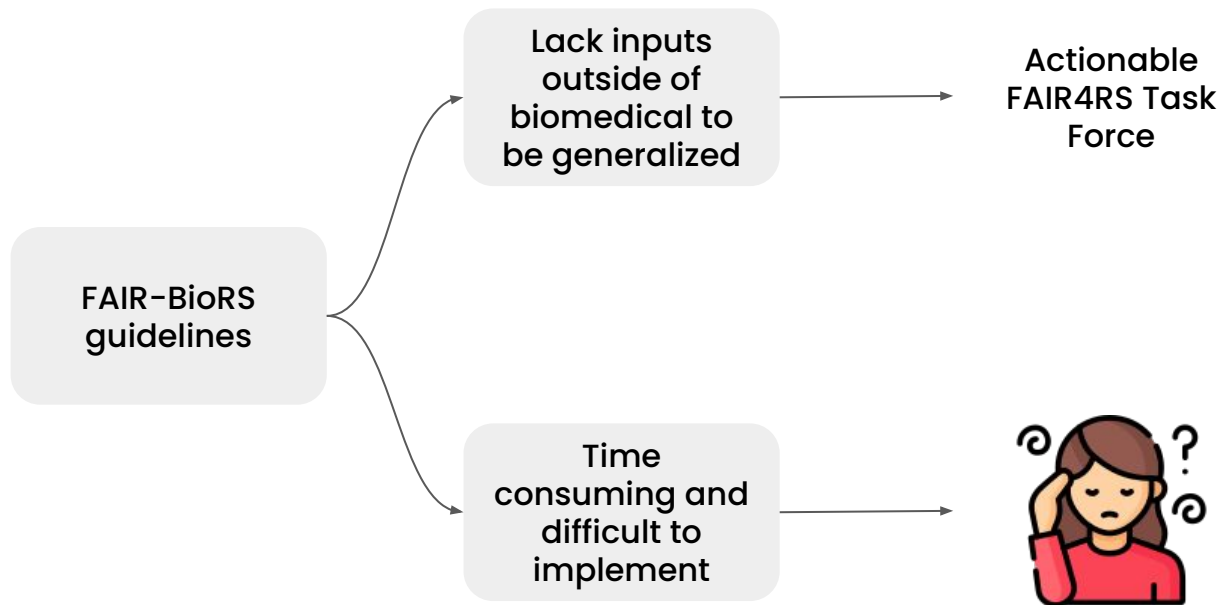 Lack inputs
outside of
biomedical to
be generalized
Actionable
FAIR4RS Task
Force
FAIR-BioRS
guidelines
Time
consuming and
difficult to
implement
?